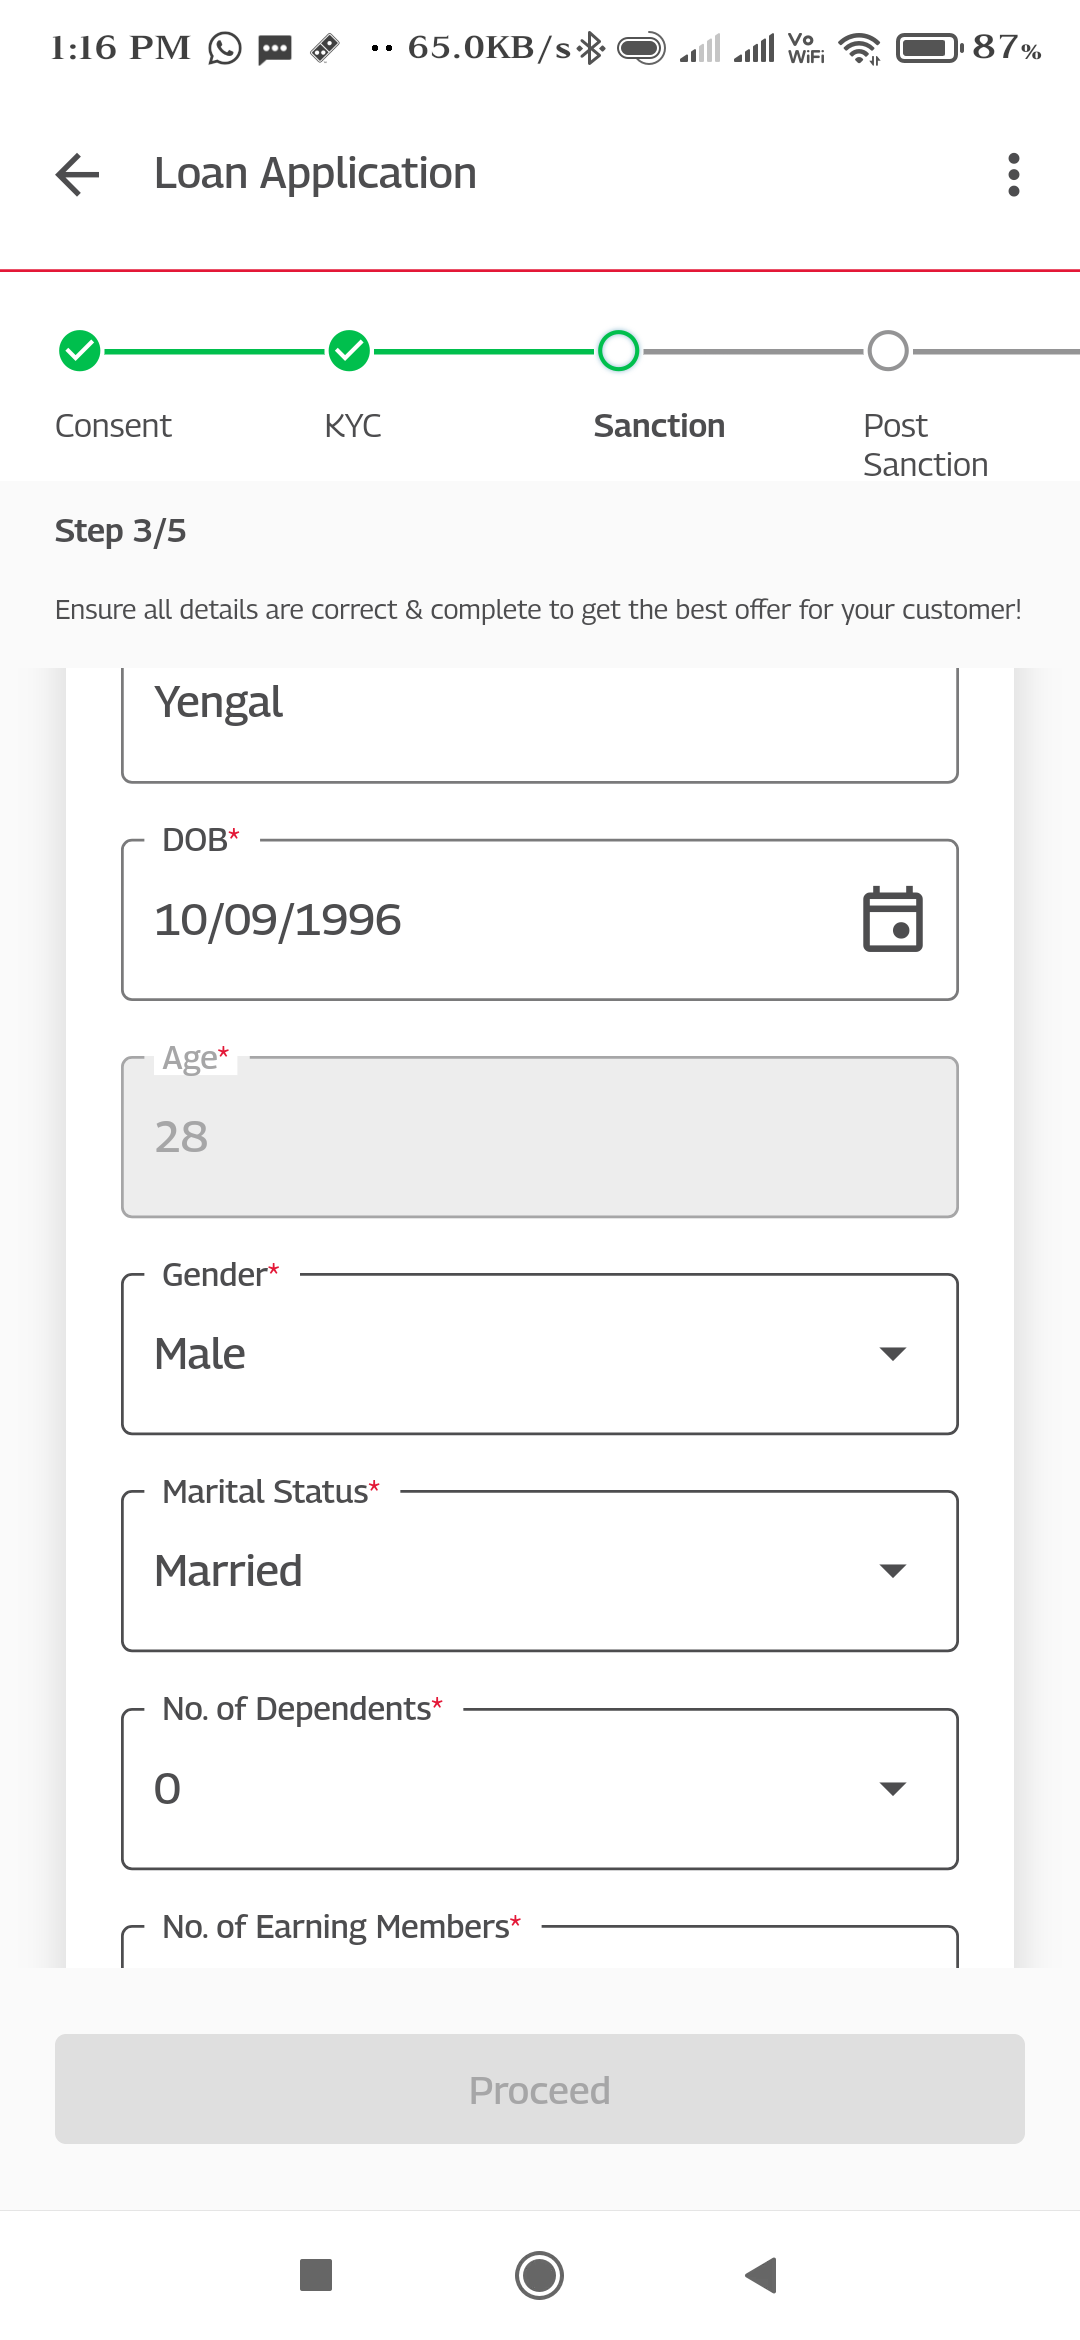 1:16 PM 65.0KB/s Vo WiFi 87%
Loan Application
Consent KYC Sanction Post Sanction
Step 3/5
Ensure all details are correct & complete to get the best offer for your customer!
Yengal
DOB*
10/09/1996
Age*
28
Gender*
Male
Marital Status*
Married
No. of Dependents*
0
No. of Earning Members*
Proceed